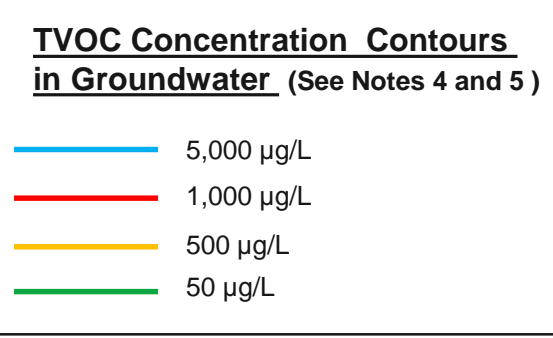 TVOC Concentration Contours
in Groundwater (See Notes 4 and 5 )
5,000 µg/L
1,000 µg/L
500 µg/L
50 µg/L